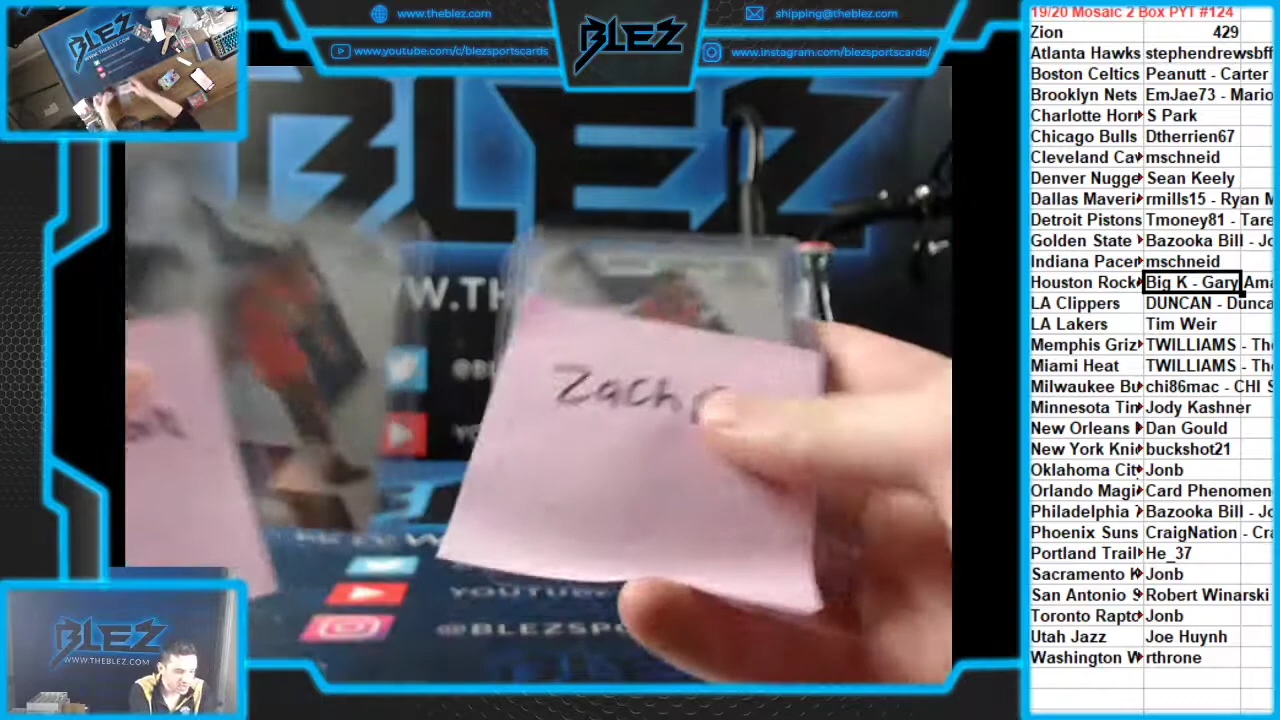 www.theblez.com
shipping@theblez.com
www.youtube.com/c/blezsportscards
www.instagram.com/blezsportscards/
BLEZ
BLEZ
Zach
BLEZ
WWW.THEBLEZ.COM
19/20 Mosaic 2 Box PYT #124
Zion 429
Atlanta Hawks stephendrewsbff
Boston Celtics Peanutt - Carter
Brooklyn Nets EmJae73 - Mario
Charlotte Horn S Park
Chicago Bulls Dtherrien67
Cleveland Cav mschneid
Denver Nugge Sean Keely
Dallas Maveri rmills15 - Ryan M
Detroit Pistons Tmoney81 - Tare
Golden State Bazooka Bill - Jo
Indiana Pacer mschneid
Houston Rock Big K - Gary Ama
LA Clippers DUNCAN - Dunca
LA Lakers Tim Weir
Memphis Griz TWILLIAMS - The
Miami Heat TWILLIAMS - The
Milwaukee Bu chi86mac - CHI S
Minnesota Tin Jody Kashner
New Orleans Dan Gould
New York Kni buckshot21
Oklahoma Cit Jonb
Orlando Magi Card Phenomen
Philadelphia 7 Bazooka Bill - Jo
Phoenix Suns CraigNation - Cra
Portland Trail He_37
Sacramento K Jonb
San Antonio S Robert Winarski
Toronto Rapto Jonb
Utah Jazz Joe Huynh
Washington W rthrone